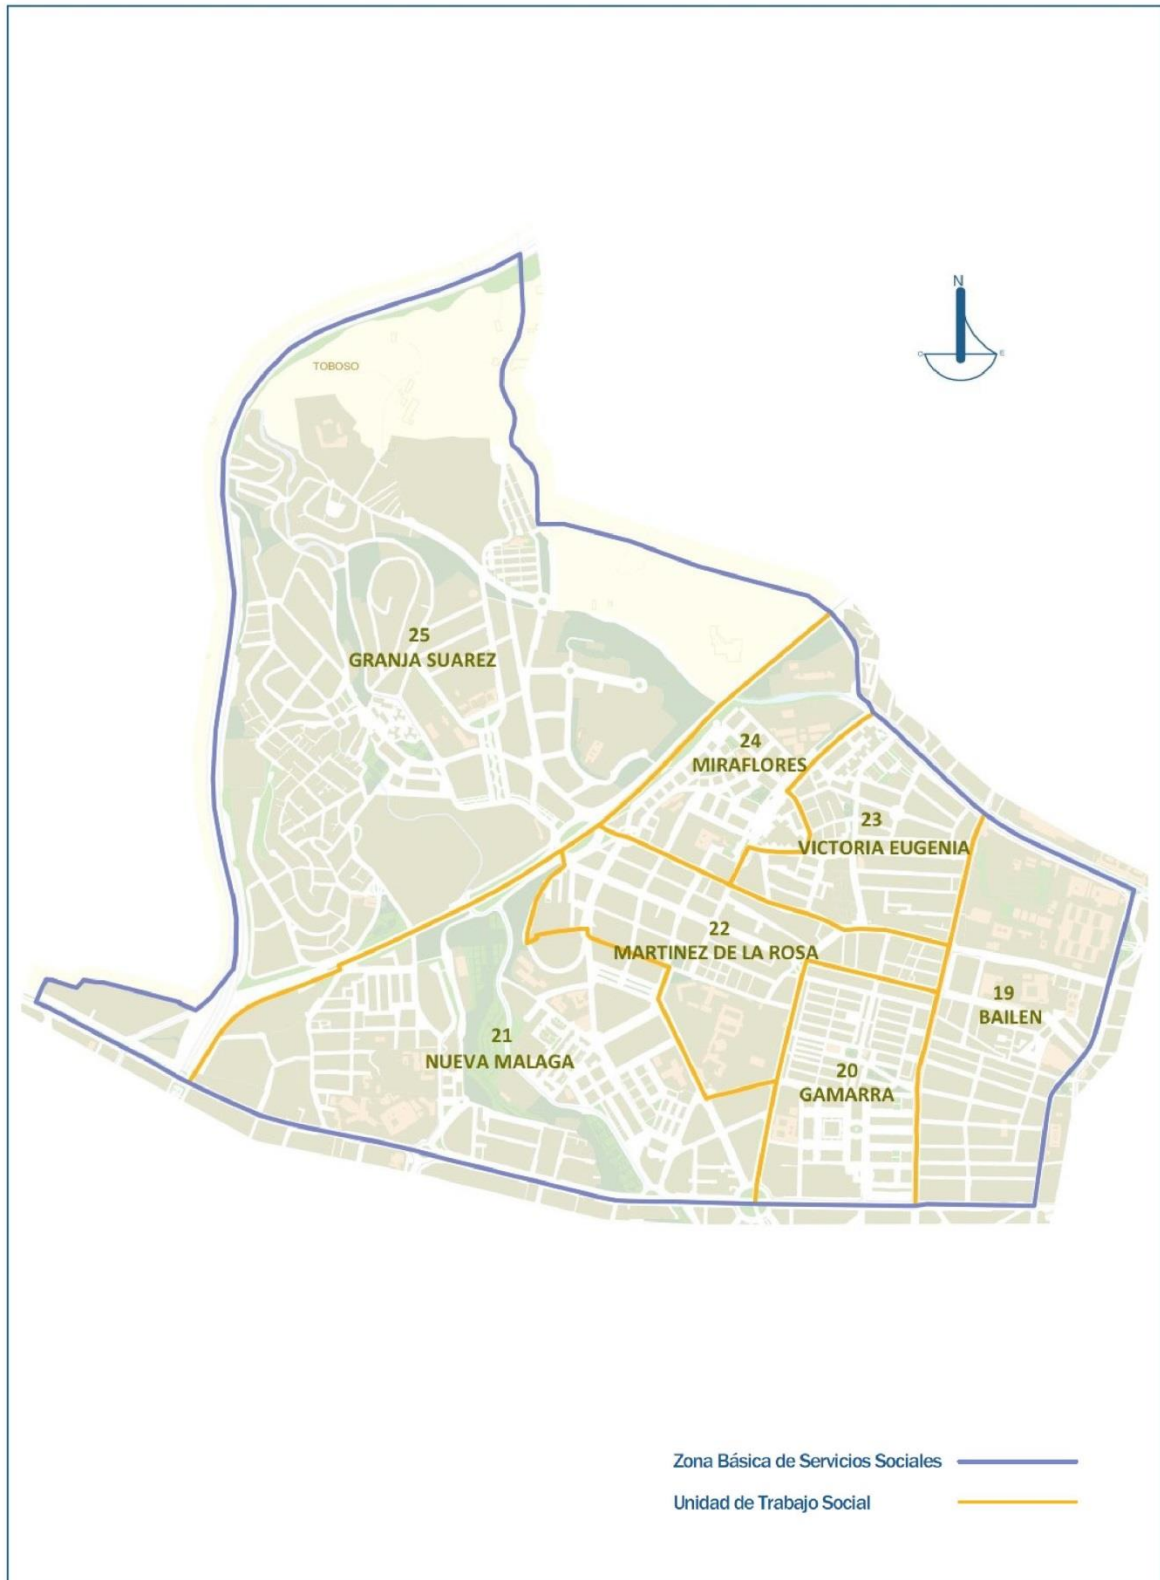 N
O
E
TOBOSO
25
GRANJA SUAREZ
24
MIRAFLORES
23
VICTORIA EUGENIA
22
MARTINEZ DE LA ROSA
19
BAILEN
21
NUEVA MALAGA
20
GAMARRA
Zona Básica de Servicios Sociales
Unidad de Trabajo Social